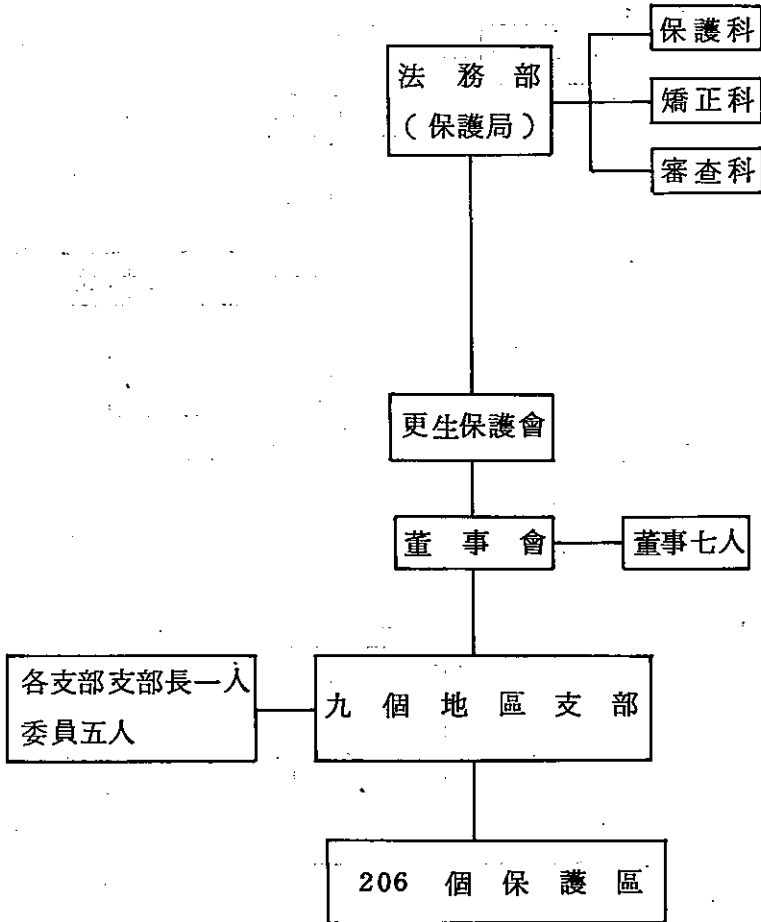 保護科
法務部
（保護局）
矯正科
審查科
更生保護會
董事會
董事七人
各支部支部長一人
委員五人
九個地區支部
206 個保護區